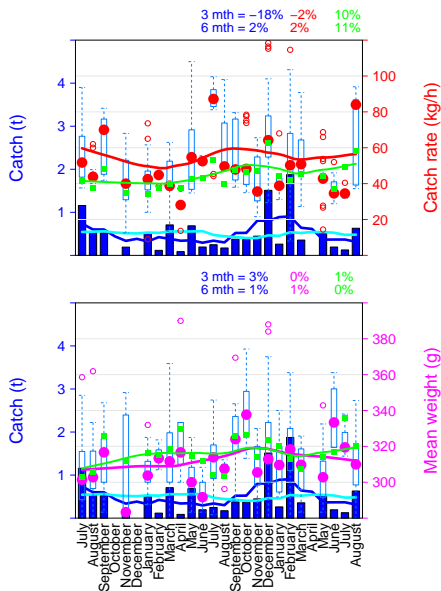 3 mth = −18% −2% 10%
6 mth = 2% 2% 11%
Catch (t)
1
2
3
4
Catch rate (kg/h)
20
40
60
80
100
3 mth = 3% 0% 1%
6 mth = 1% 1% 0%
Catch (t)
1
2
3
4
Mean weight (g)
300
320
340
360
380
July
August
September
October
November
December
January
February
March
April
May
June
July
August
September
October
November
December
January
February
March
April
May
June
July
August